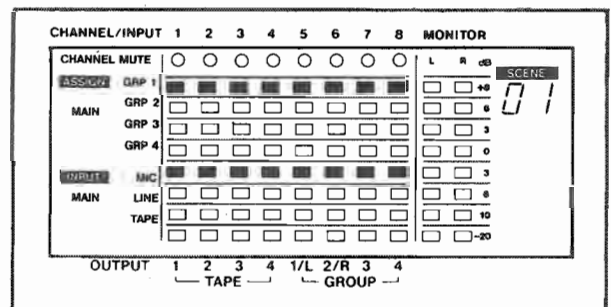 CHANNEL/INPUT 1 2 3 4 5 6 7 8 MONITOR
CHANNEL MUTE L R dB
SCENE
ASSIGN GRP 1 +8
01
MAIN GRP 2 6
GRP 3 3
GRP 4 0
INPUT MIC 3
MAIN LINE 6
TAPE 10
-20
OUTPUT 1 2 3 4 1/L 2/R 3 4
TAPE GROUP